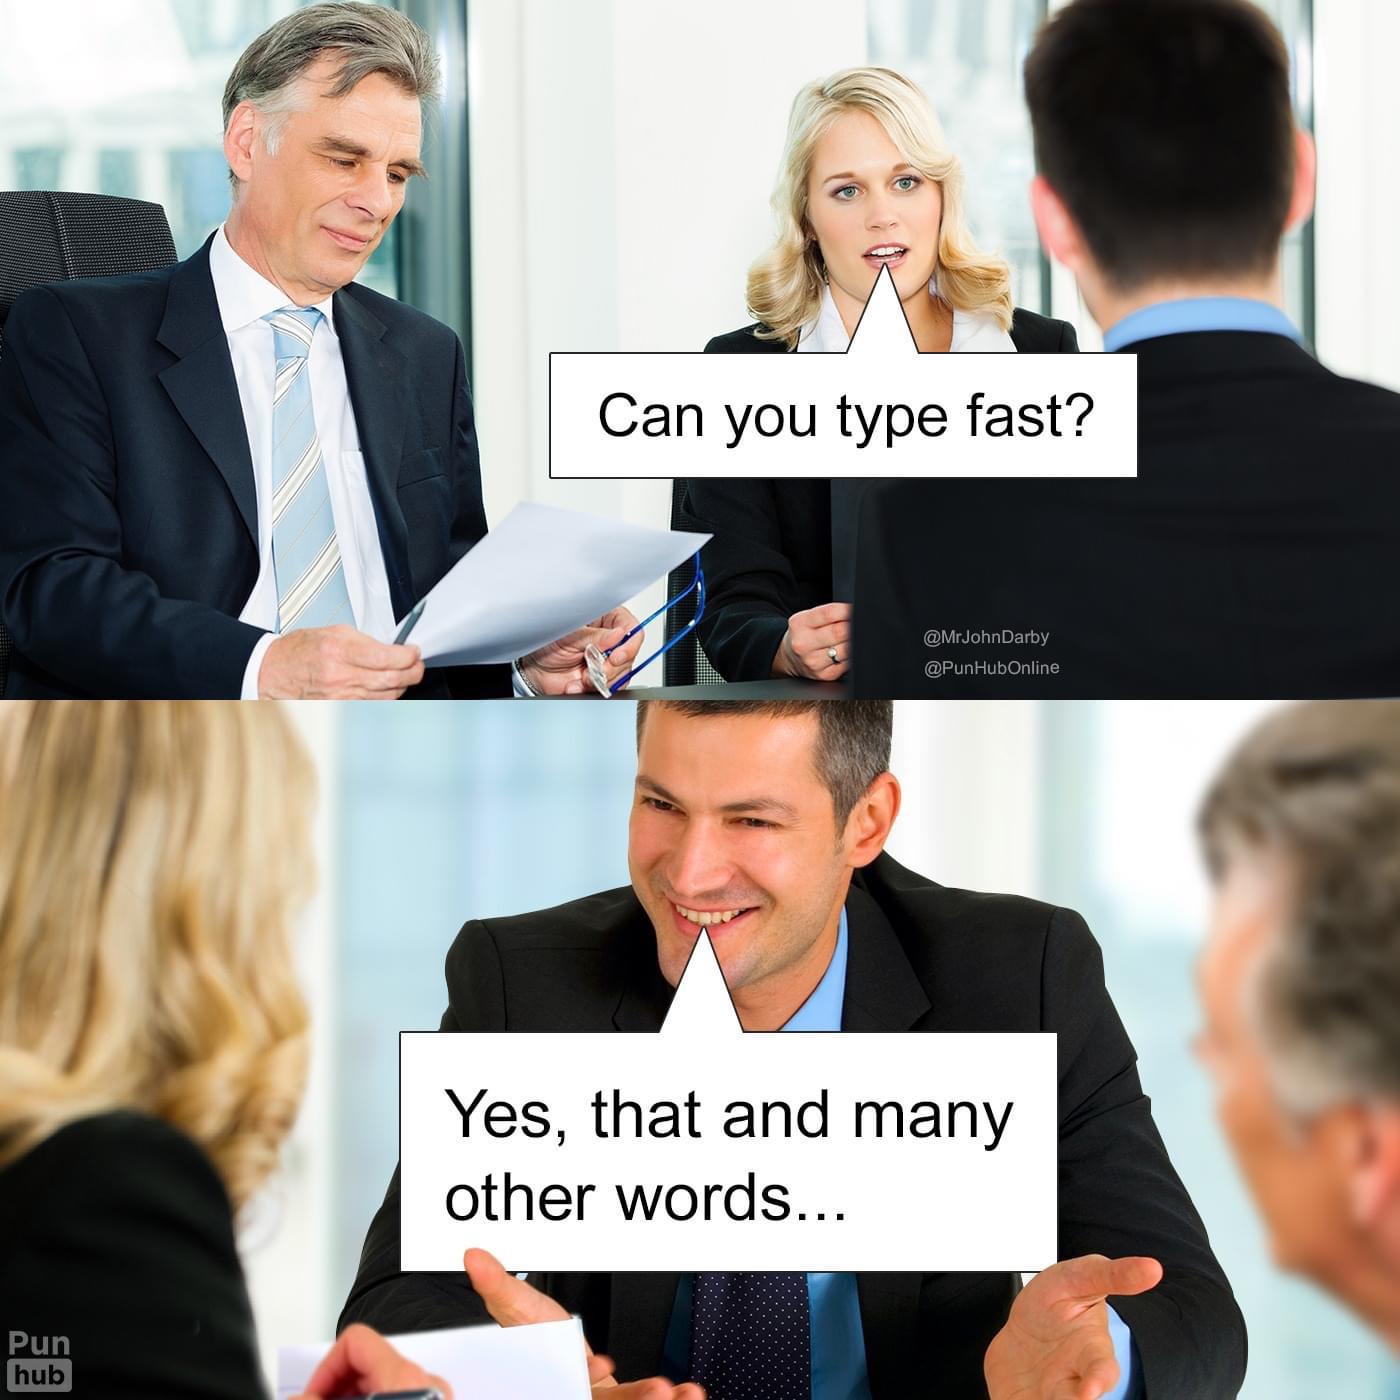 Can you type fast?
@MrJohnDarby
@PunHubOnline
Yes, that and many
other words...
Pun
hub